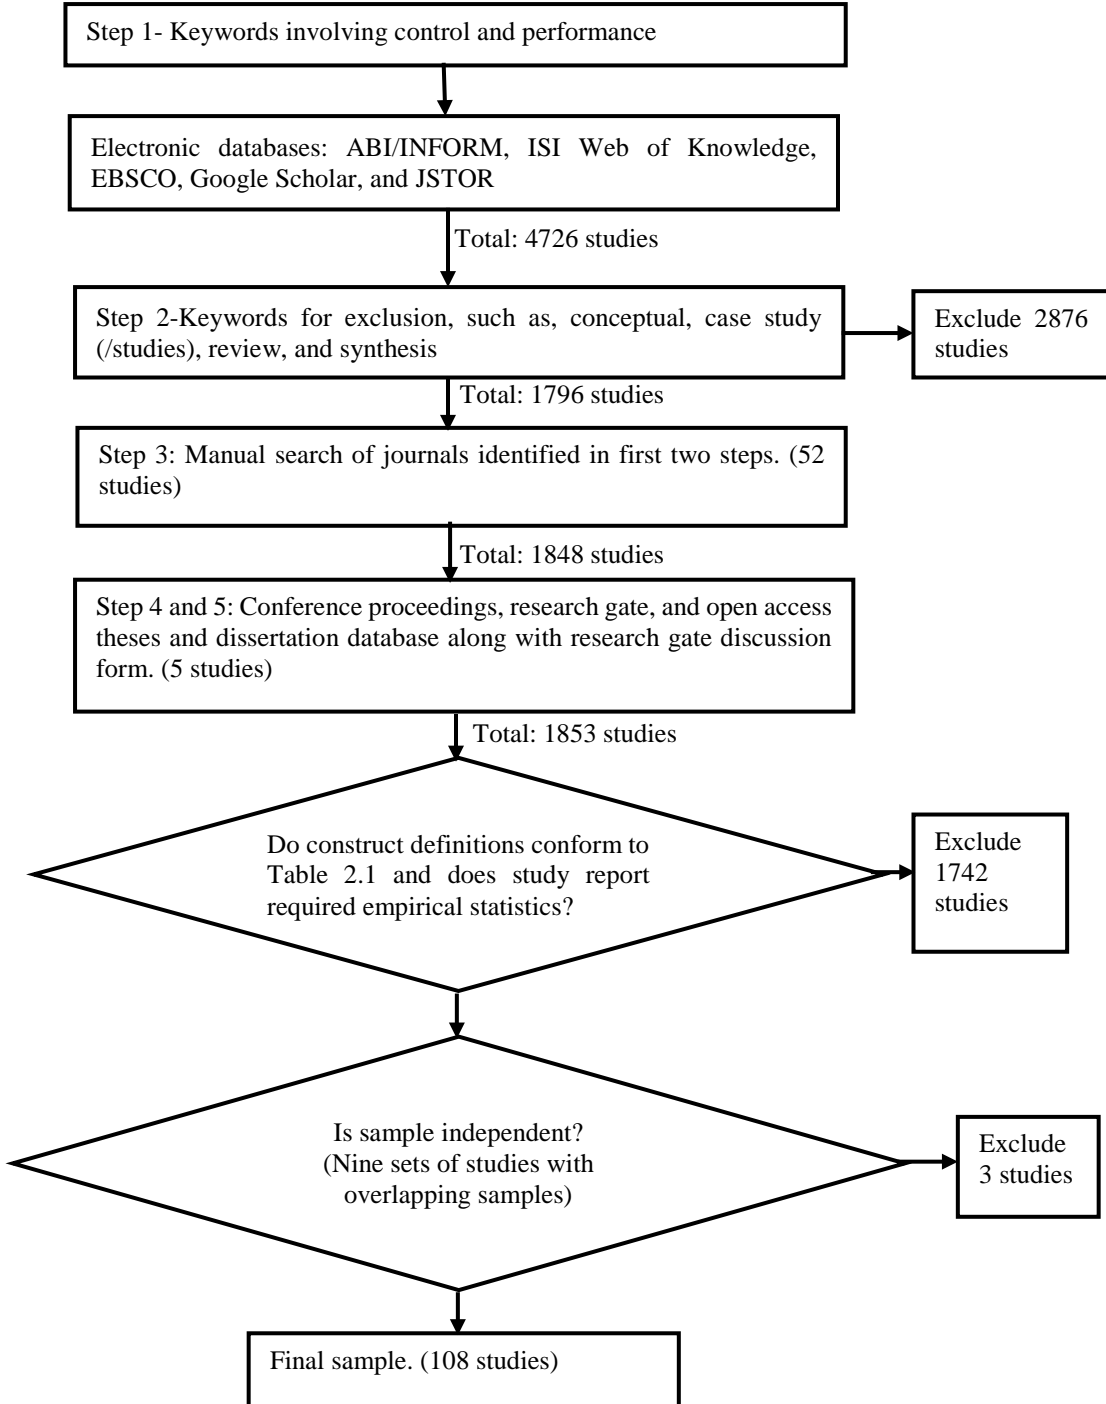 Step 1- Keywords involving control and performance
Electronic databases: ABI/INFORM, ISI Web of Knowledge,
EBSCO, Google Scholar, and JSTOR
Total: 4726 studies
Step 2-Keywords for exclusion, such as, conceptual, case study
(/studies), review, and synthesis
Exclude 2876
studies
Total: 1796 studies
Step 3: Manual search of journals identified in first two steps. (52
studies)
Total: 1848 studies
Step 4 and 5: Conference proceedings, research gate, and open access
theses and dissertation database along with research gate discussion
form. (5 studies)
Total: 1853 studies
Do construct definitions conform to
Table 2.1 and does study report
required empirical statistics?
Exclude
1742
studies
Is sample independent?
(Nine sets of studies with
overlapping samples)
Exclude
3 studies
Final sample. (108 studies)